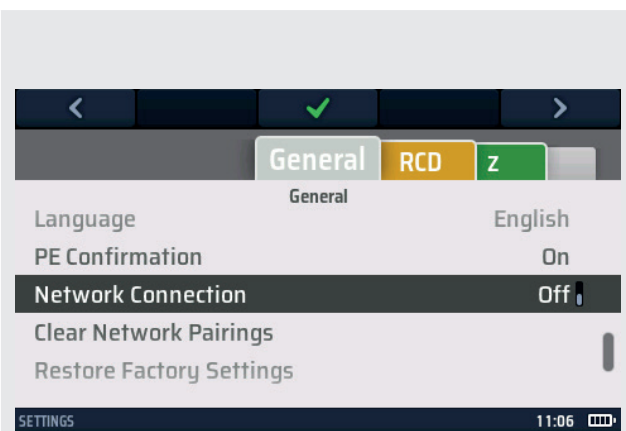 General RCD Z
General
Language English
PE Confirmation On
Network Connection Off
Clear Network Pairings
Restore Factory Settings
SETTINGS 11:06